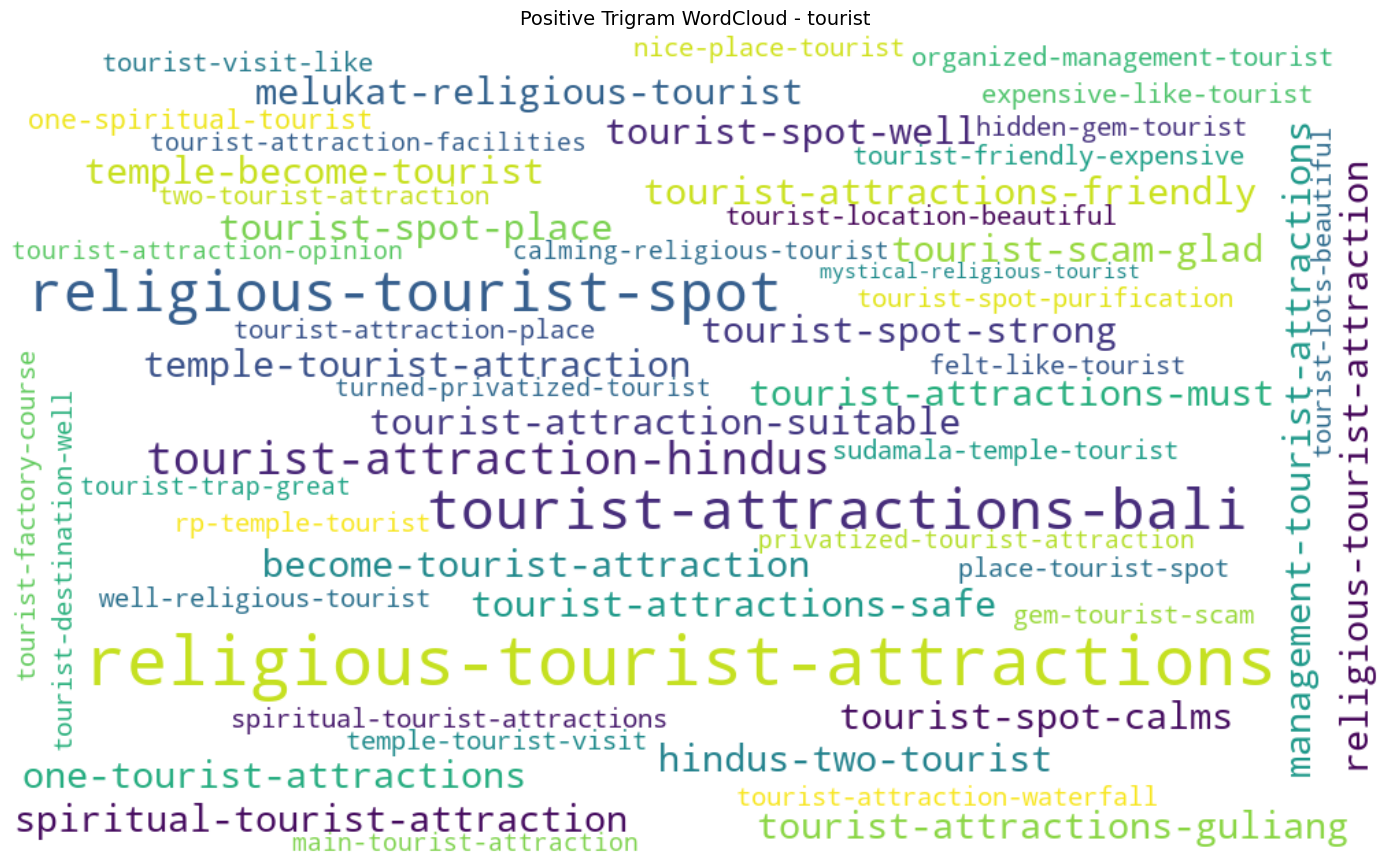 Positive Trigram WordCloud - tourist
nice-place-tourist
organized-management-tourist
tourist-visit-like
melukat-religious-tourist
expensive-like-tourist
one-spiritual-tourist
tourist-spot-well
hidden-gem-tourist
tourist-attraction-facilities
tourist-friendly-expensive
temple-become-tourist
two-tourist-attraction
tourist-attractions-friendly
tourist-location-beautiful
tourist-spot-place
tourist-attraction-opinion
calming-religious-tourist
tourist-scam-glad
mystical-religious-tourist
religious-tourist-spot
tourist-spot-purification
tourist-attraction-place
tourist-spot-strong
temple-tourist-attraction
felt-like-tourist
turned-privatized-tourist
tourist-attractions-must
tourist-attraction-suitable
tourist-attraction-hindus
sudamala-temple-tourist
tourist-trap-great
tourist-attractions-bali
rp-temple-tourist
privatized-tourist-attraction
become-tourist-attraction
place-tourist-spot
well-religious-tourist
tourist-attractions-safe
gem-tourist-scam
religious-tourist-attractions
spiritual-tourist-attractions
tourist-spot-calms
temple-tourist-visit
hindus-two-tourist
one-tourist-attractions
tourist-attraction-waterfall
spiritual-tourist-attraction
tourist-attractions-guliang
main-tourist-attraction
tourist-factory-course
tourist-destination-well
management-tourist-attractions
tourist-lots-beautiful
religious-tourist-attraction